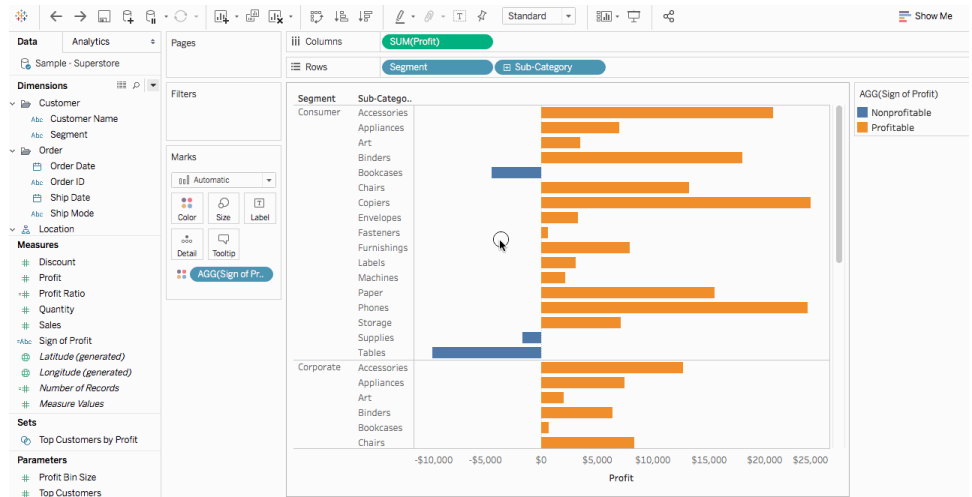 Standard
Show Me
Data
Analytics
Pages
Columns
SUM(Profit)
Sample - Superstore
Rows
Segment
Sub-Category
Dimensions
Customer
Customer Name
Segment
Order
Order Date
Order ID
Ship Date
Ship Mode
Location
Measures
Discount
Profit
Profit Ratio
Quantity
Sales
Sign of Profit
Latitude (generated)
Longitude (generated)
Number of Records
Measure Values
Sets
Top Customers by Profit
Parameters
Profit Bin Size
Top Customers
Filters
Marks
Automatic
Color
Size
Label
Detail
Tooltip
AGG(Sign of Pr..
Segment
Sub-Catego..
Consumer
Accessories
Appliances
Art
Binders
Bookcases
Chairs
Copiers
Envelopes
Fasteners
Furnishings
Labels
Machines
Paper
Phones
Storage
Supplies
Tables
Corporate
Accessories
Appliances
Art
Binders
Bookcases
Chairs
-$10,000
-$5,000
$0
$5,000
$10,000
$15,000
$20,000
$25,000
Profit
AGG(Sign of Profit)
Nonprofitable
Profitable